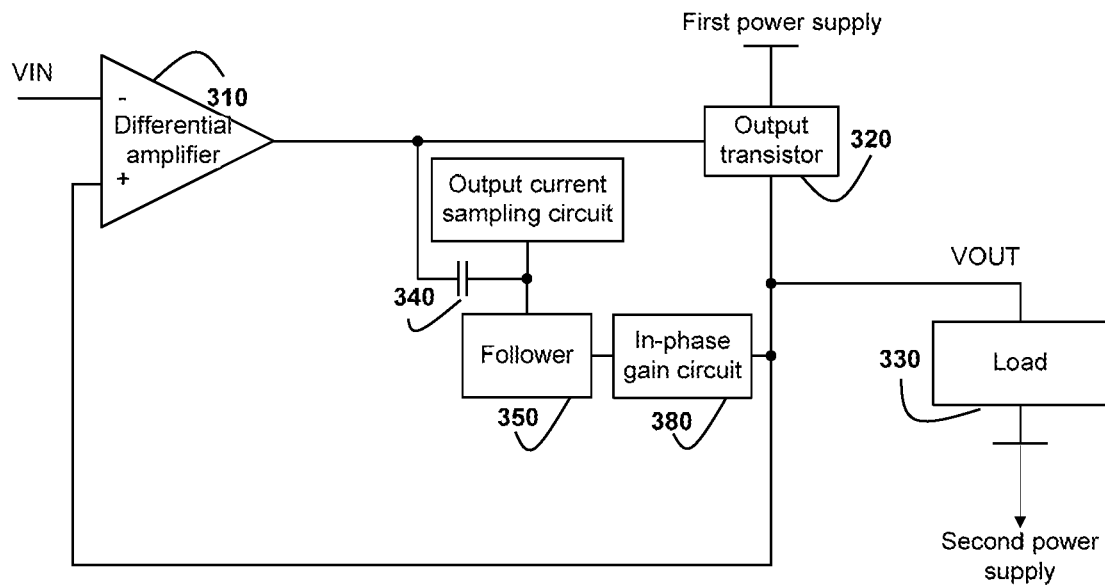 First power supply
VIN
310
-
Differential
amplifier
+
Output
transistor
320
Output current
sampling circuit
VOUT
340
Follower
In-phase
gain circuit
330
Load
350
380
Second power
supply